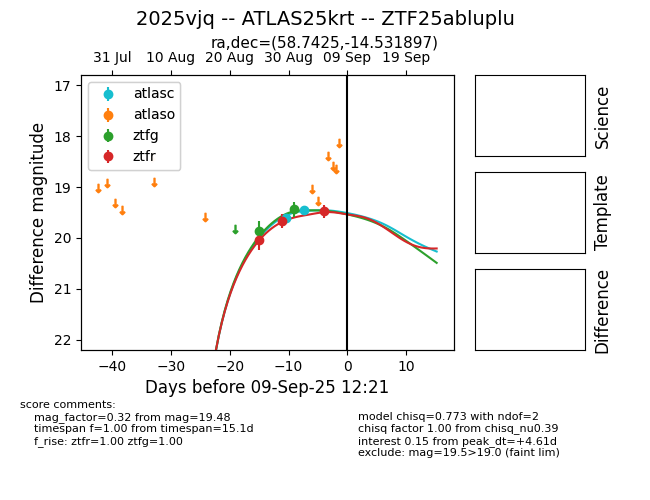 2025vjq -- ATLAS25krt -- ZTF25abluplu
ra,dec=(58.7425,-14.531897)
31 Jul 10 Aug 20 Aug 30 Aug 09 Sep 19 Sep
17
18
19
20
21
22
Difference magnitude
atlasc
atlaso
ztfg
ztfr
Science
Template
Difference
−40 −30 −20 −10 0 10
Days before 09-Sep-25 12:21
score comments:
mag_factor=0.32 from mag=19.48
timespan f=1.00 from timespan=15.1d
f_rise: ztfr=1.00 ztfg=1.00
model chisq=0.773 with ndof=2
chisq factor 1.00 from chisq_nu0.39
interest 0.15 from peak_dt=+4.61d
exclude: mag=19.5>19.0 (faint lim)